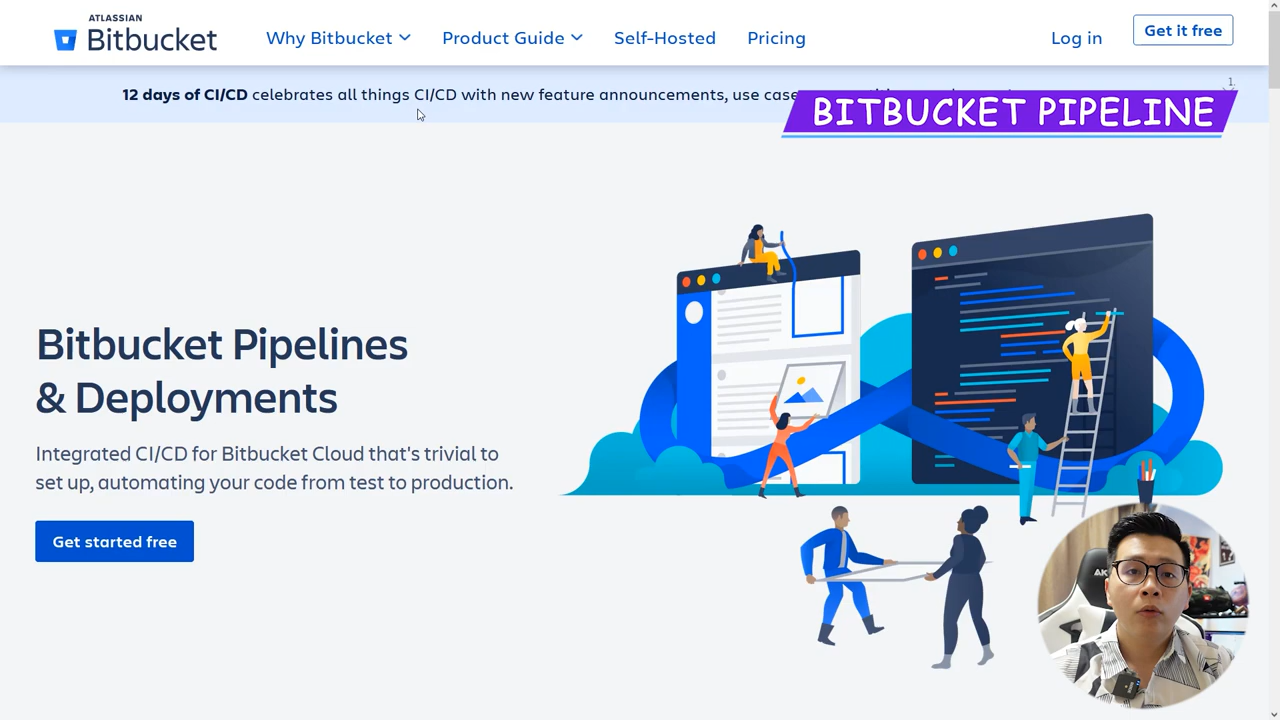 ATLASSIAN
Bitbucket
Why Bitbucket
Product Guide
Self-Hosted
Pricing
Log in
Get it free
12 days of CI/CD celebrates all things CI/CD with new feature announcements, use
BITBUCKET PIPELINE
Bitbucket Pipelines
& Deployments
Integrated CI/CD for Bitbucket Cloud that's trivial to
set up, automating your code from test to production.
Get started free